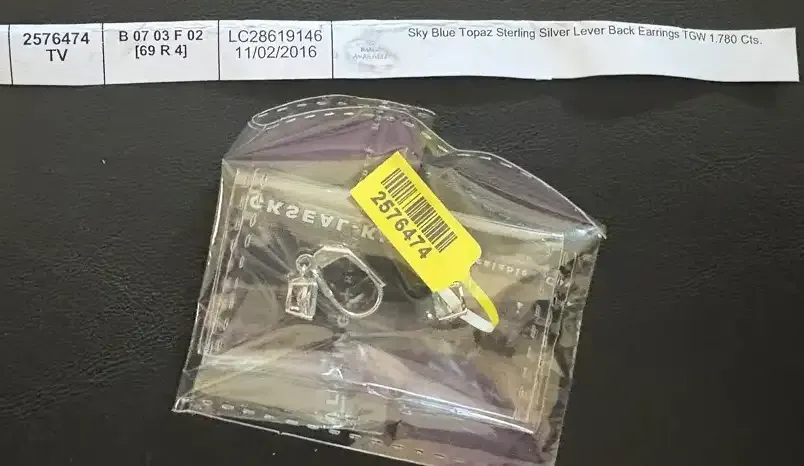 2576474
TV
B 07 03 F 02
[69 R 4]
LC28619146
11/02/2016
Sky Blue Topaz Sterling Silver Lever Back Earrings TGW 1.780 Cts.
2576474